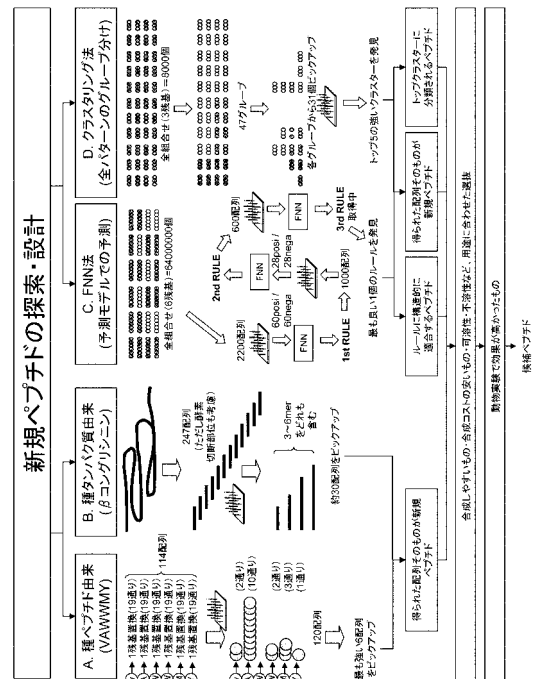 新規ペプチドの探索・設計
A. 種ペプチド由来
(VAWWMY)
1残基置換(19通り)
1残基置換(19通り)
1残基置換(19通り)
1残基置換(19通り)
1残基置換(19通り)
1残基置換(19通り)
114配列
(2通り)
(10通り)
(2通り)
(3通り)
(1通り)
120配列
最も強い6配列
をピックアップ
B. 種タンパク質由来
(βコングリシニン)
247配列
(ただし酵素
切断部位も考慮)
3~6merを
どれも
含む
約30配列をピックアップ
得られた配列そのものが新規
ペプチド
C. FNN法
(予測モデルでの予測)
全組合せ(6残基)=64000000個
2200配列
60posi /
60nega
FNN
1st RULE
1000配列
28posi /
28nega
FNN
2nd RULE
600配列
FNN
3rd RULE
取得中
最も良い1個のルールを発見
ルールに構造的に
適合するペプチド
得られた配列そのものが
新規ペプチド
D. クラスタリング法
(全パターンのグループ分け)
全組合せ(3残基)=8000個
47グループ
各グループから31個ピックアップ
トップ5の強いクラスターを発見
トップクラスターに
分類されるペプチド
合成しやすいもの・合成コストの安いもの・可溶性・不溶性など、用途に合わせた選抜
動物実験で効果が高かったもの
候補ペプチド